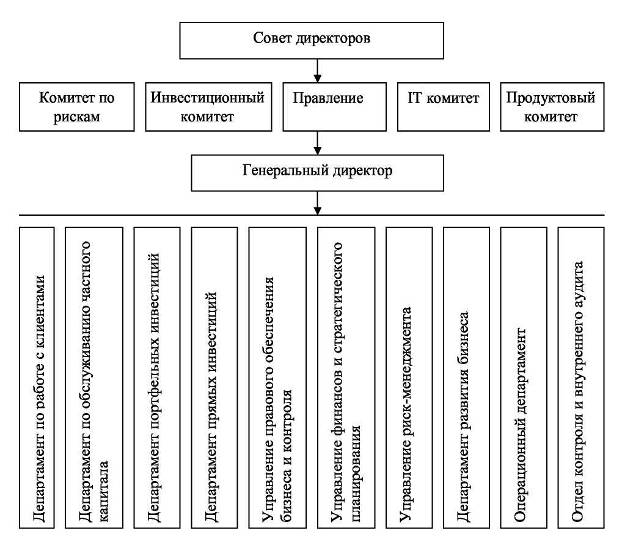 Совет директоров
Комитет по
рискам
Инвестиционный
комитет
Правление
IT комитет
Продуктовый
комитет
Генеральный директор
Департамент по работе с клиентами
Департамент по обслуживанию частного
капитала
Департамент портфельных инвестиций
Департамент прямых инвестиций
Управление правового обеспечения
бизнеса и контроля
Управление финансов и стратегического
планирования
Управление риск-менеджмента
Департамент развития бизнеса
Операционный департамент
Отдел контроля и внутреннего аудита